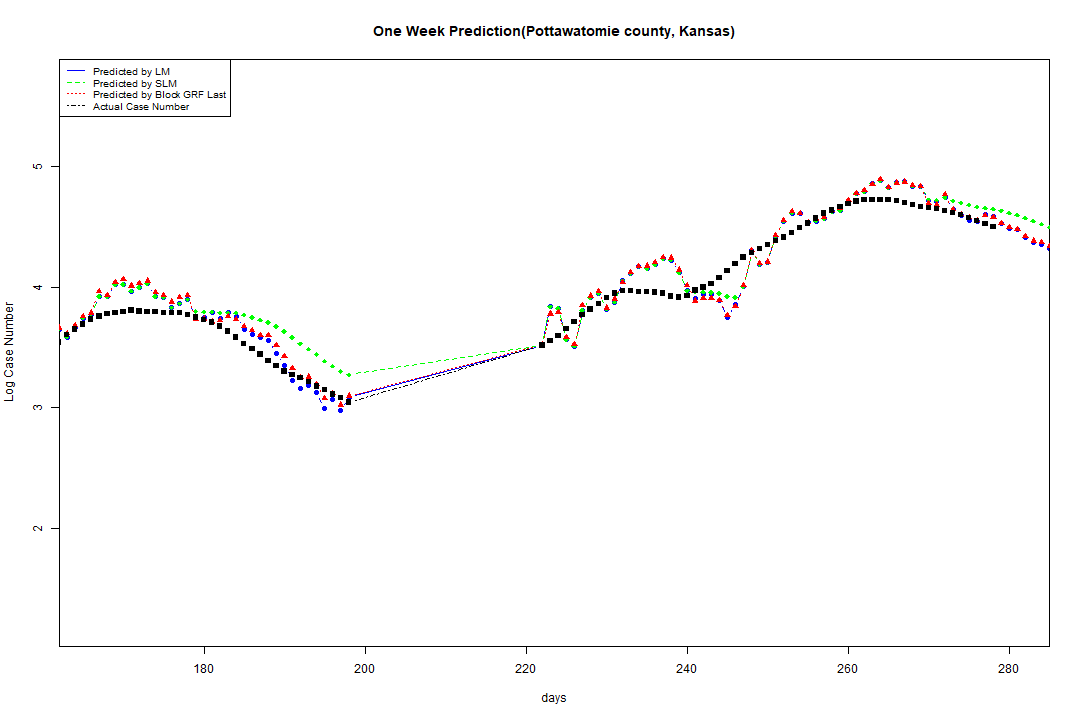 One Week Prediction(Pottawatomie county, Kansas)
Predicted by LM
Predicted by SLM
Predicted by Block GRF Last
Actual Case Number
5
4
3
2
Log Case Number
180 200 220 240 260 280
days